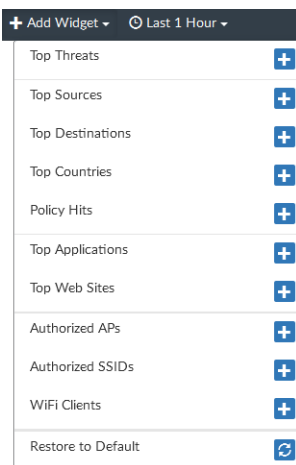 Add Widget Last 1 Hour
Top Threats
Top Sources
Top Destinations
Top Countries
Policy Hits
Top Applications
Top Web Sites
Authorized APs
Authorized SSIDs
WiFi Clients
Restore to Default